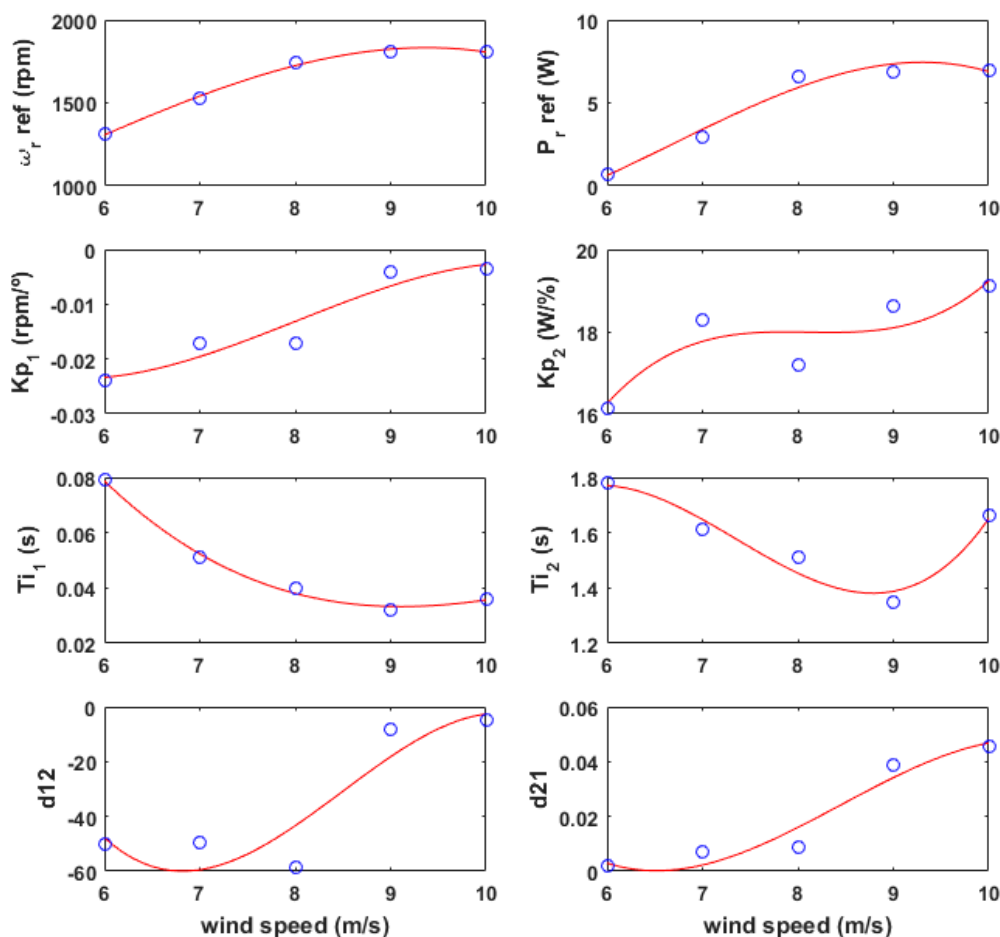 2000
1500
1000
ω_r ref (rpm)
6 7 8 9 10
10
5
0
P_r ref (W)
6 7 8 9 10
0
-0.01
-0.02
-0.03
Kp_1 (rpm/º)
6 7 8 9 10
20
18
16
Kp_2 (W/%)
6 7 8 9 10
0.08
0.06
0.04
0.02
Ti_1 (s)
6 7 8 9 10
1.8
1.6
1.4
1.2
Ti_2 (s)
6 7 8 9 10
0
-20
-40
-60
d12
6 7 8 9 10
wind speed (m/s)
0.06
0.04
0.02
0
d21
6 7 8 9 10
wind speed (m/s)